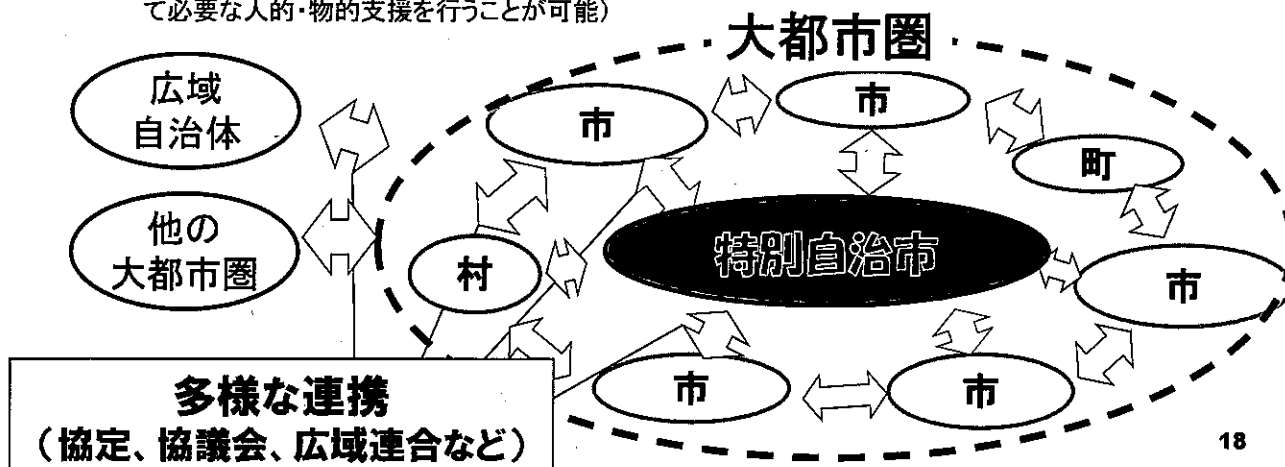 て必要な人的・物的支援を行うことが可能）
大都市圏
広域
自治体
市
市
町
他の
大都市圏
村
特別自治市
市
市
市
多様な連携
（協定、協議会、広域連合など）
18